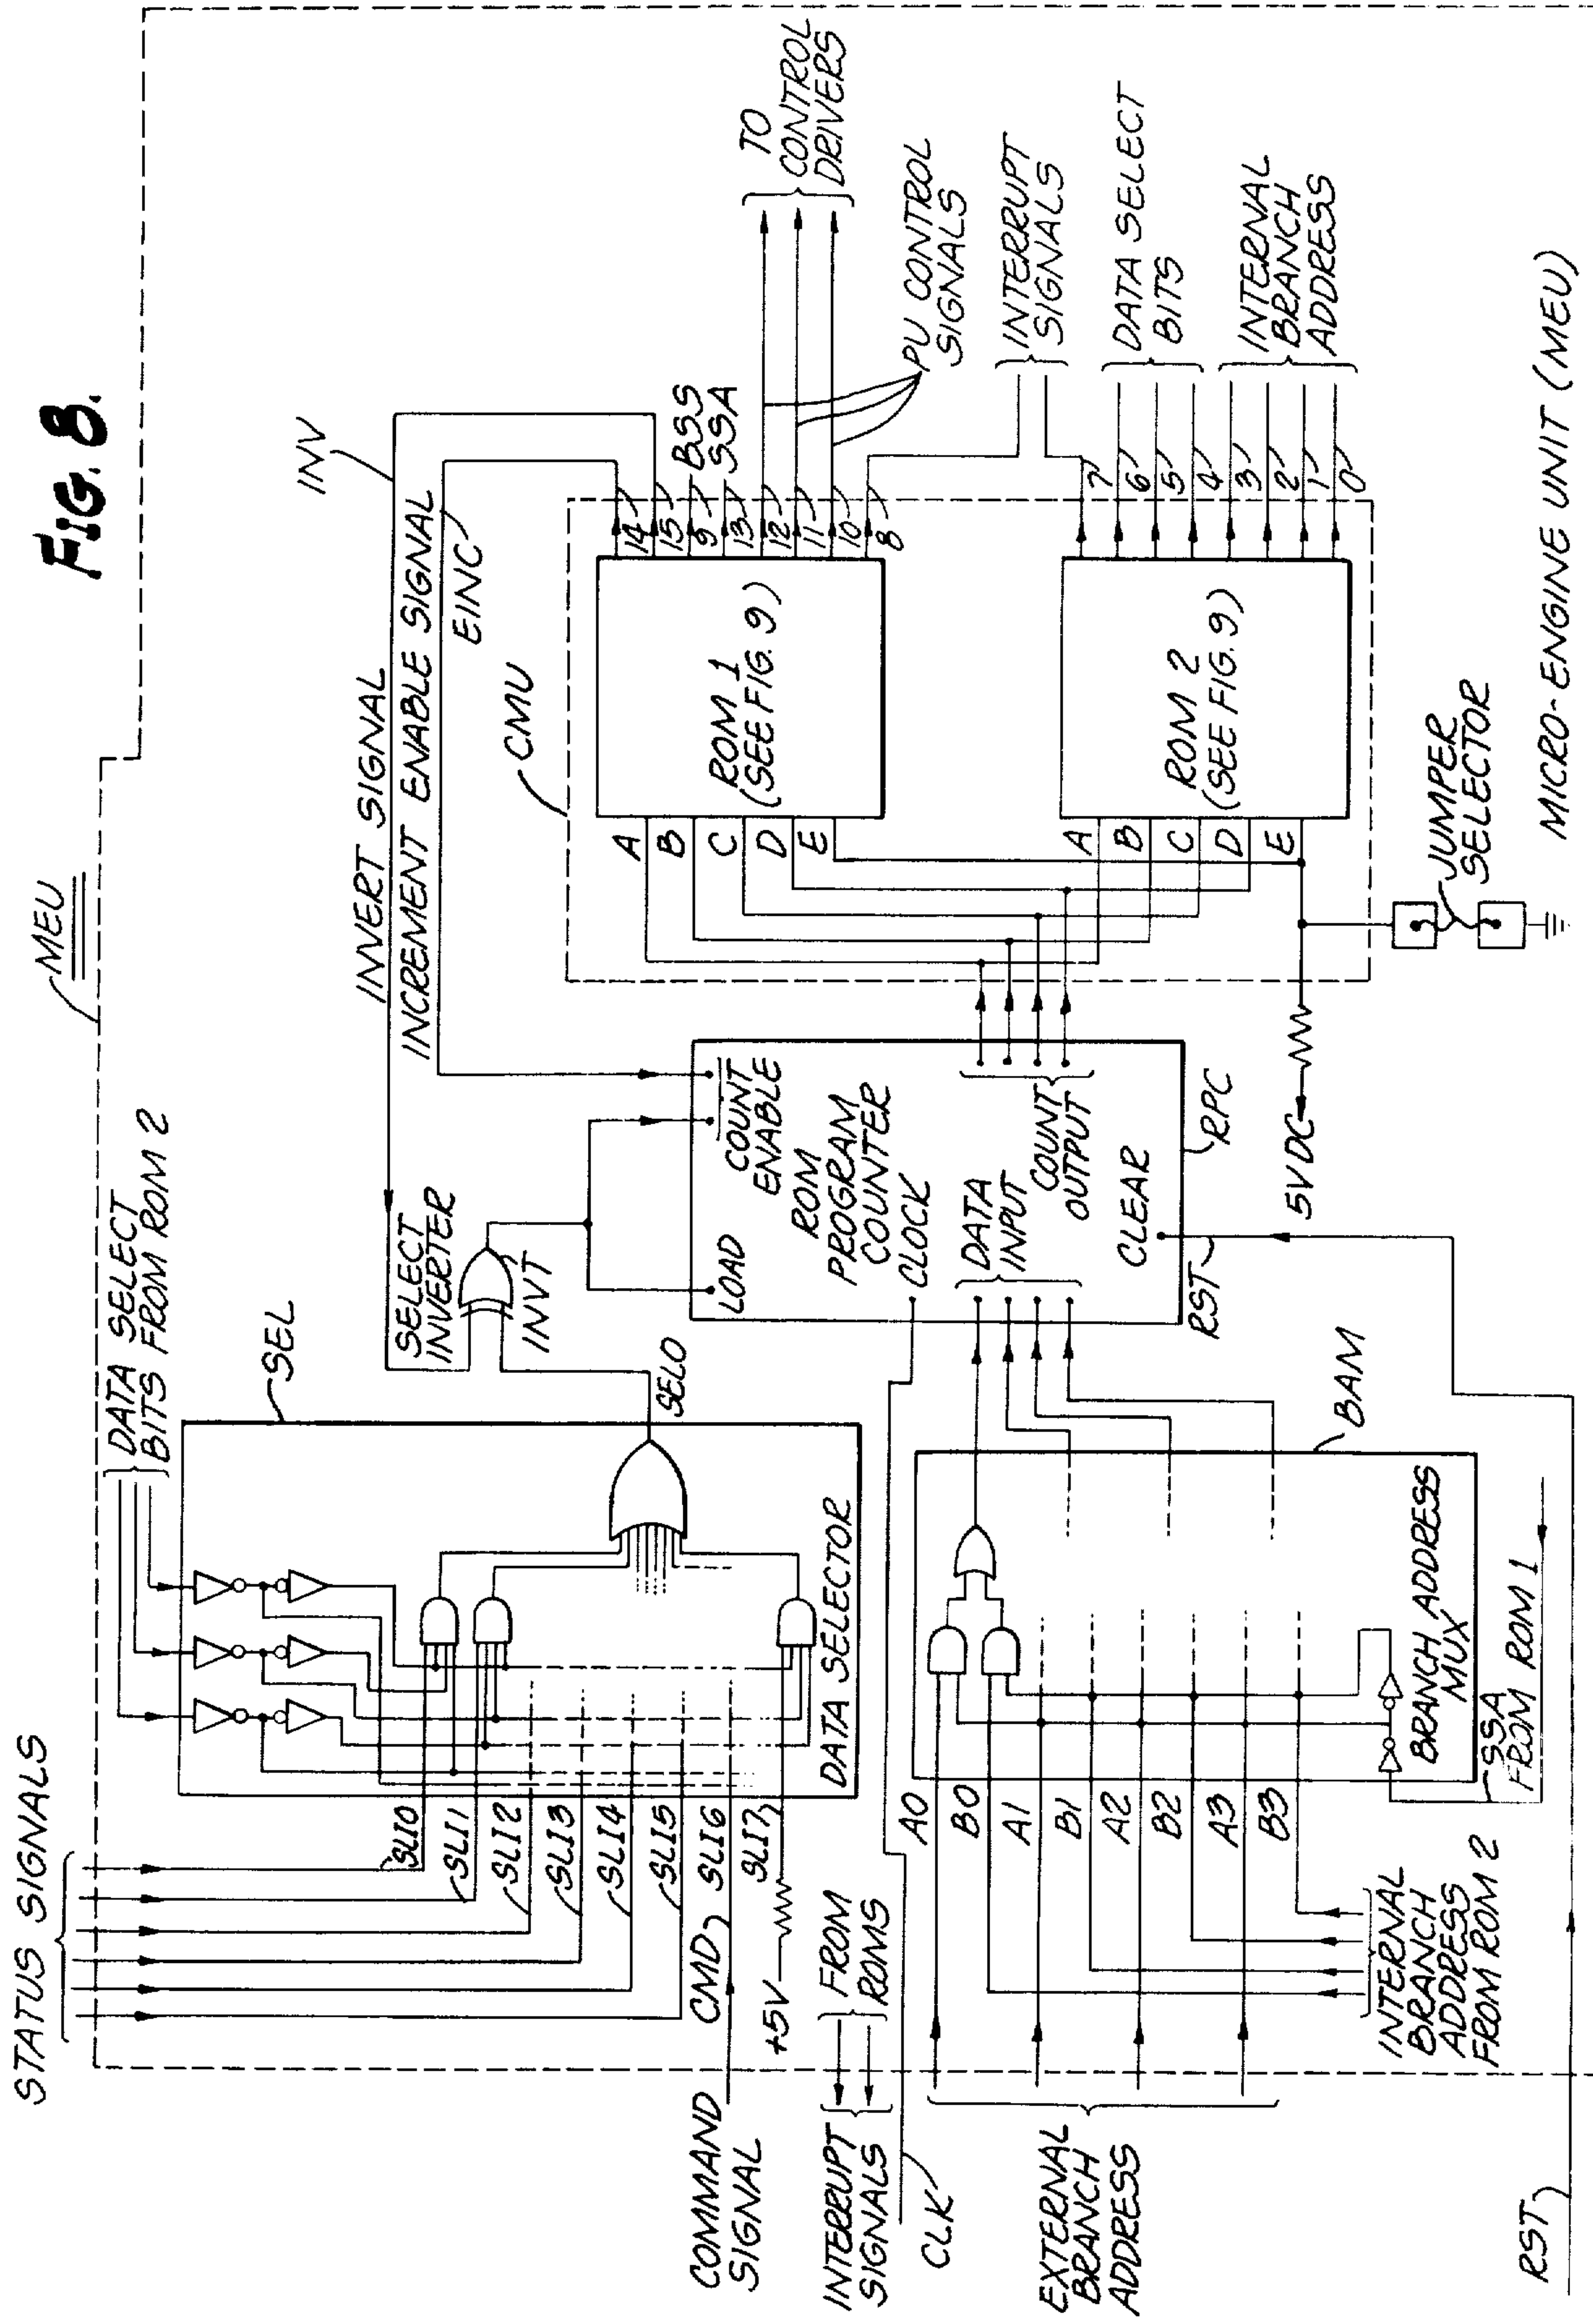 FIG. 8.
MEU
STATUS SIGNALS
DATA SELECT
BITS FROM ROM 2
SEL
SLI0
SLI1
SLI2
SLI3
SLI4
SLI5
CMD
SLI6
SLI7
+5V
DATA SELECTOR
SELO
COMMAND
SIGNAL
INTERRUPT
SIGNALS
FROM
ROMS
CLK
EXTERNAL
BRANCH
ADDRESS
A0
B0
A1
B1
A2
B2
A3
B3
INTERNAL
BRANCH
ADDRESS
FROM ROM 2
BRANCH ADDRESS
MUX
SSA
FROM ROM 1
BAM
RST
SELECT
INVERTER
INVT
INVERT SIGNAL
INV
INCREMENT ENABLE SIGNAL
EINC
LOAD
COUNT
ENABLE
ROM
PROGRAM
COUNTER
CLOCK
DATA
INPUT
COUNT
OUTPUT
CLEAR
RST
RPC
5VDC
CMU
A
B
C
D
E
ROM 1
(SEE FIG. 9)
14
15
9
13
12
11
10
8
BSS
SSA
TO
CONTROL
DRIVERS
PU CONTROL
SIGNALS
INTERRUPT
SIGNALS
A
B
C
D
E
ROM 2
(SEE FIG. 9)
7
6
5
4
3
2
1
0
DATA SELECT
BITS
INTERNAL
BRANCH
ADDRESS
JUMPER
SELECTOR
MICRO-ENGINE UNIT (MEU)